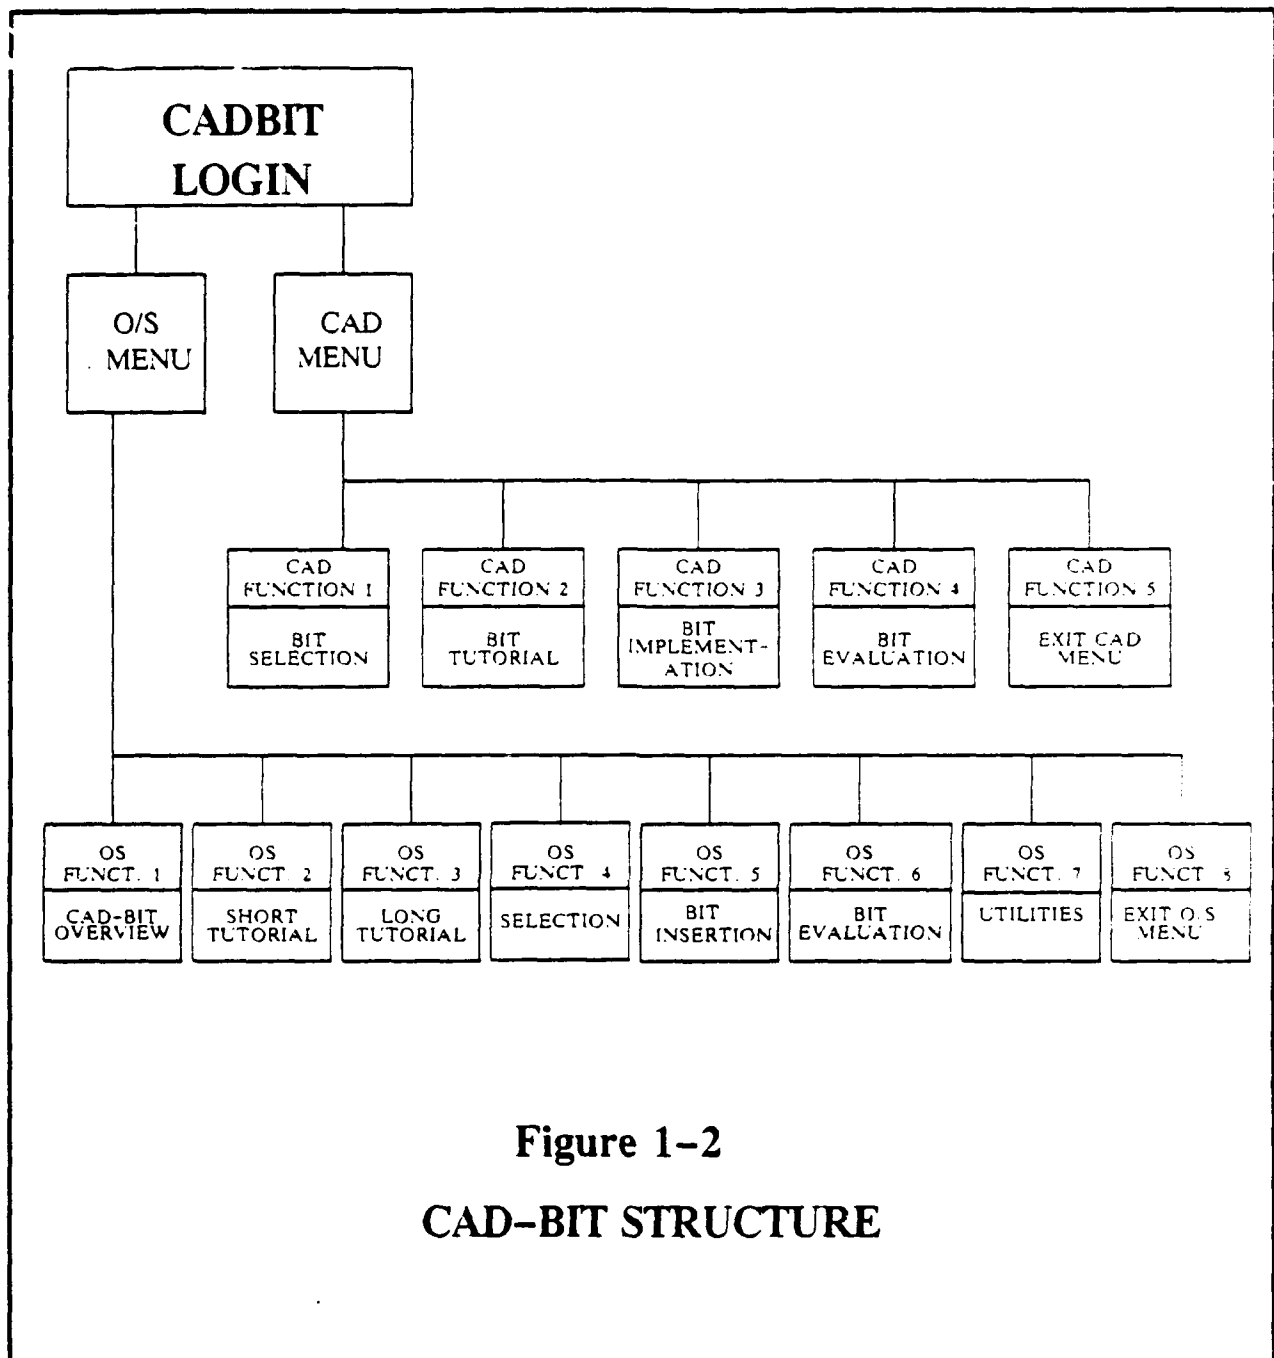 CADBIT
LOGIN
O/S
MENU
CAD
MENU
CAD
FUNCTION 1
BIT
SELECTION
CAD
FUNCTION 2
BIT
TUTORIAL
CAD
FUNCTION 3
BIT
IMPLEMENT-
ATION
CAD
FUNCTION 4
BIT
EVALUATION
CAD
FUNCTION 5
EXIT CAD
MENU
OS
FUNCT. 1
CAD-BIT
OVERVIEW
OS
FUNCT. 2
SHORT
TUTORIAL
OS
FUNCT. 3
LONG
TUTORIAL
OS
FUNCT 4
SELECTION
OS
FUNCT. 5
BIT
INSERTION
OS
FUNCT. 6
BIT
EVALUATION
OS
FUNCT. 7
UTILITIES
OS
FUNCT. 8
EXIT O/S
MENU
Figure 1-2
CAD-BIT STRUCTURE